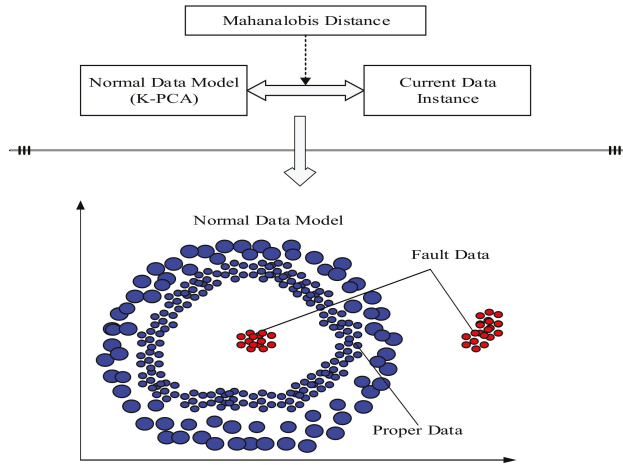 Mahanalobis Distance
Normal Data Model
(K-PCA)
Current Data
Instance
Normal Data Model
Fault Data
Proper Data